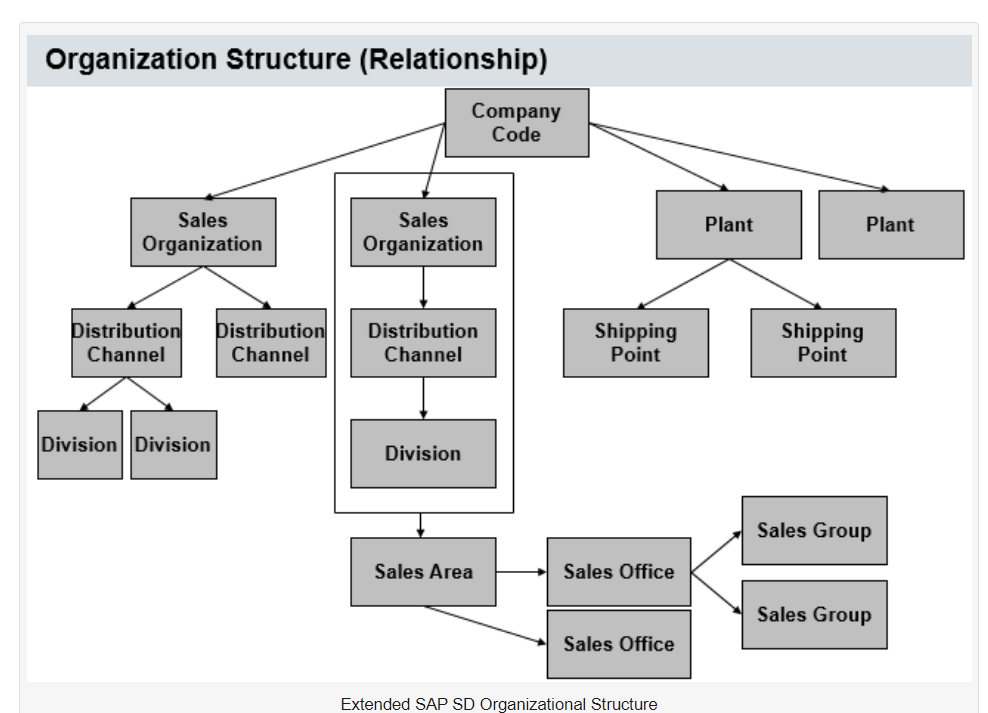 Organization Structure (Relationship)
Company
Code
Sales
Organization
Sales
Organization
Plant
Plant
Distribution
Channel
Distribution
Channel
Distribution
Channel
Shipping
Point
Shipping
Point
Division
Division
Division
Sales Group
Sales Area
Sales Office
Sales Group
Sales Office
Extended SAP SD Organizational Structure